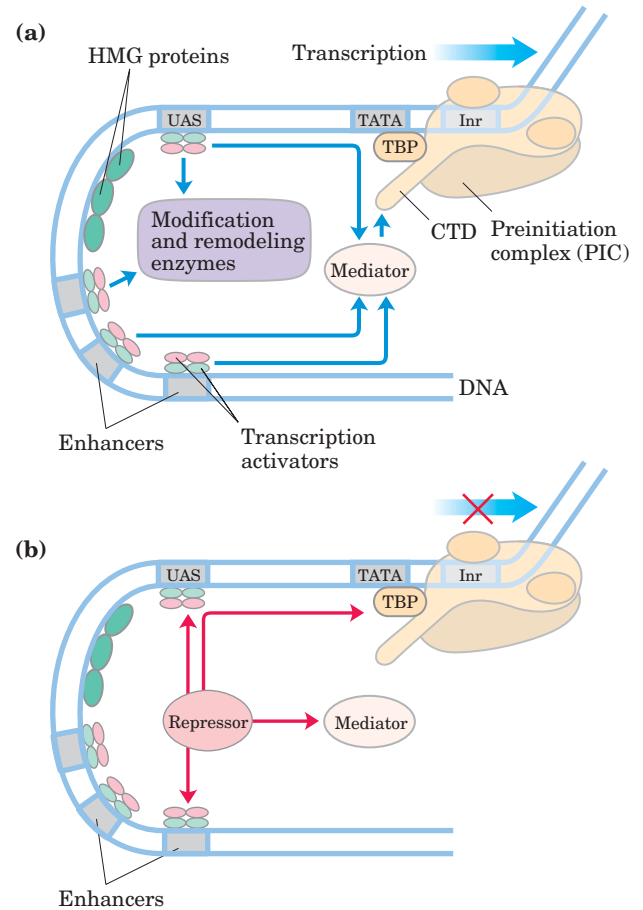 (a)
HMG proteins
Transcription
UAS
TATA
Inr
TBP
Modification
and remodeling
enzymes
CTD
Preinitiation
complex (PIC)
Mediator
DNA
Enhancers
Transcription
activators
(b)
UAS
TATA
Inr
TBP
Repressor
Mediator
Enhancers